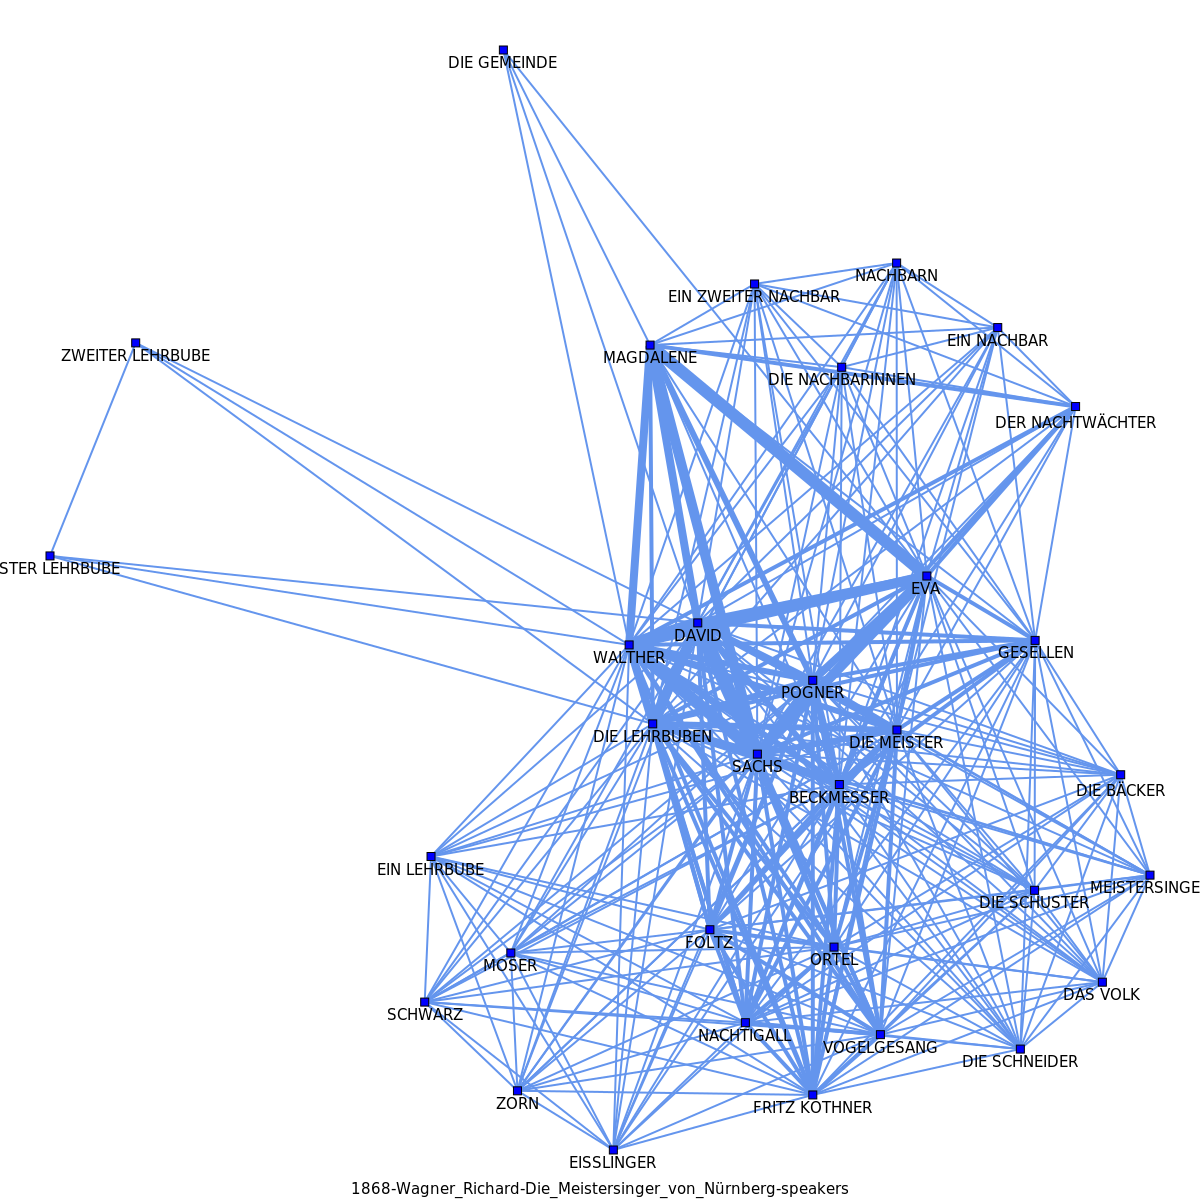 DIE GEMEINDE
NACHBARN
EIN ZWEITER NACHBAR
EIN NACHBAR
ZWEITER LEHRBUBE
MAGDALENE
DIE NACHBARINNEN
DER NACHTWÄCHTER
STER LEHRBUBE
EVA
DAVID
WALTHER
GESELLEN
POGNER
DIE LEHRBUBEN
DIE MEISTER
SACHS
DIE BÄCKER
BECKMESSER
EIN LEHRBUBE
MEISTERSINGE
DIE SCHUSTER
FOLTZ
ORTEL
MOSER
DAS VOLK
SCHWARZ
NACHTIGALL
VOGELGESANG
DIE SCHNEIDER
ZORN
FRITZ KOTHNER
EISSLINGER
1868-Wagner_Richard-Die_Meistersinger_von_Nürnberg-speakers